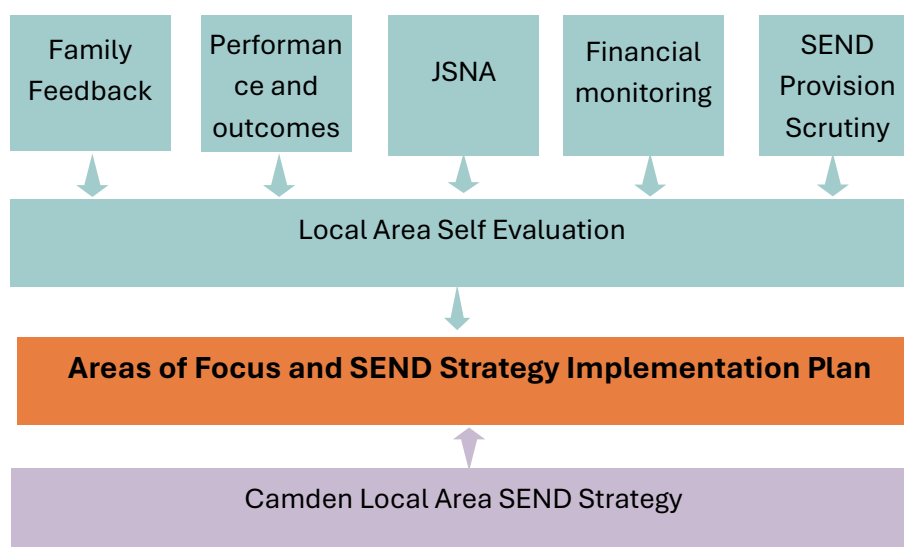 Family
Feedback
Performan
ce and
outcomes
JSNA
Financial
monitoring
SEND
Provision
Scrutiny
Local Area Self Evaluation
Areas of Focus and SEND Strategy Implementation Plan
Camden Local Area SEND Strategy